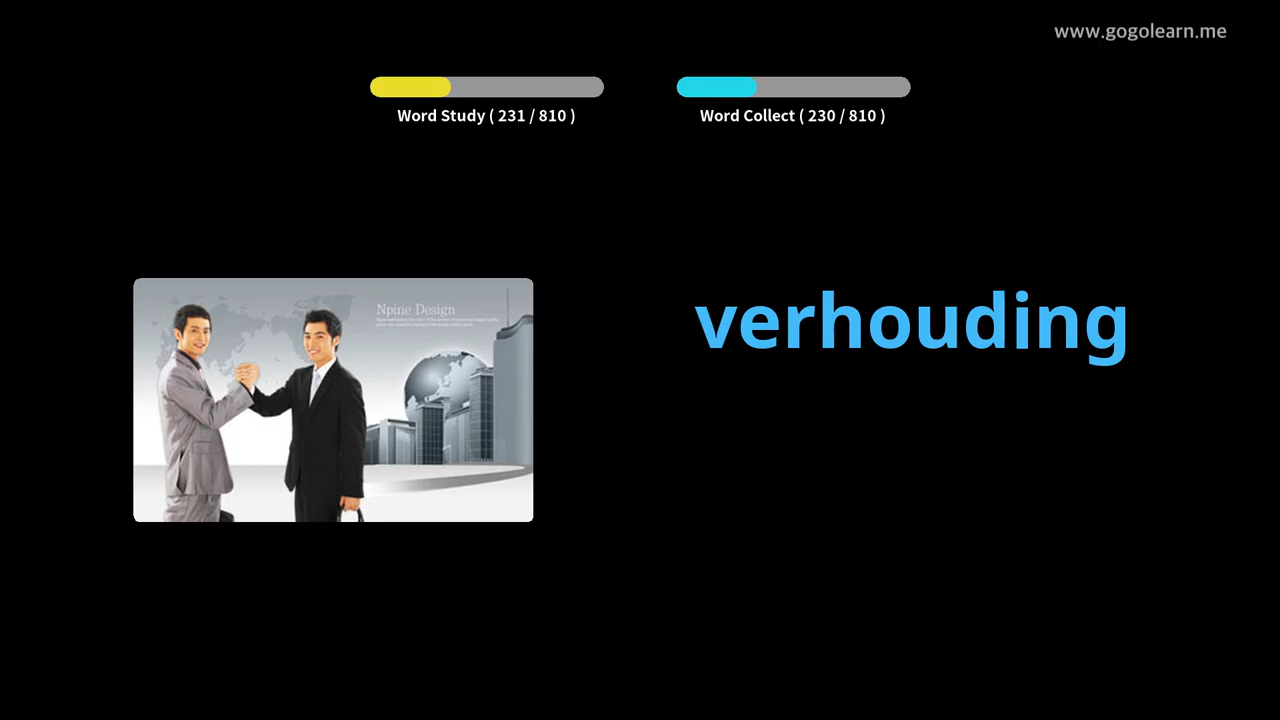 www.gogolearn.me
Word Study ( 231 / 810 )
Word Collect ( 230 / 810 )
Npine Design
verhouding